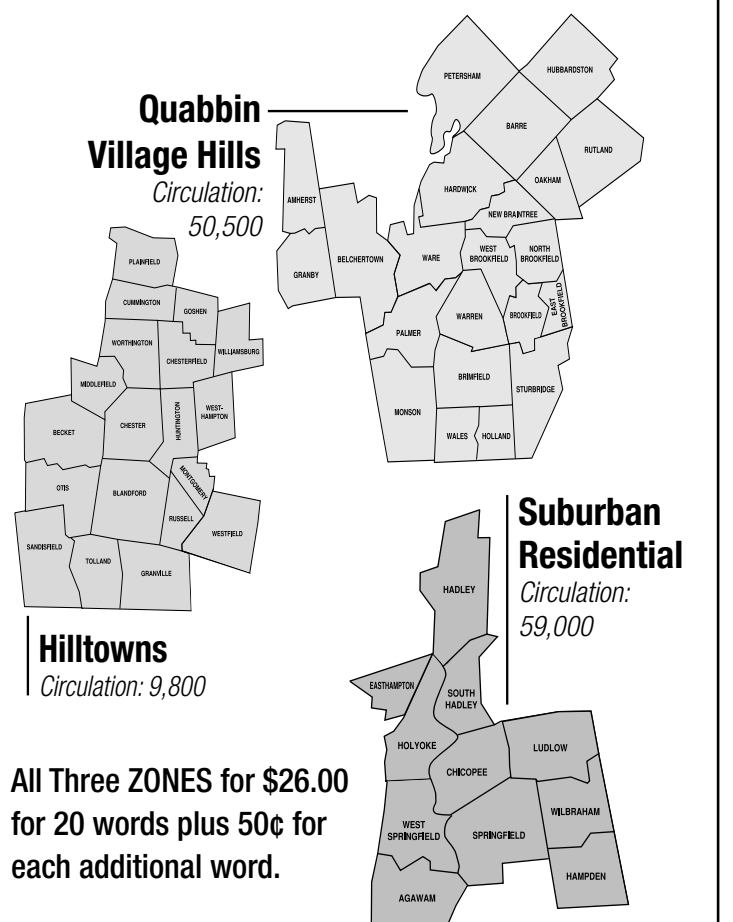 Quabbin
Village Hills
Circulation:
50,500
PETERSHAM
HUBBARDSTON
BARRE
RUTLAND
HARDWICK
OAKHAM
NEW BRAINTREE
AMHERST
GRANBY
BELCHERTOWN
WARE
WEST
BROOKFIELD
NORTH
BROOKFIELD
PALMER
WARREN
BROOKFIELD
EAST
BROOKFIELD
BRIMFIELD
STURBRIDGE
MONSON
WALES
HOLLAND
PLAINFIELD
CUMMINGTON
GOSHEN
WORTHINGTON
CHESTERFIELD
WILLIAMSBURG
MIDDLEFIELD
BECKET
CHESTER
HUNTINGTON
WEST-
HAMPTON
OTIS
BLANDFORD
MONTGOMERY
RUSSELL
WESTFIELD
SANDISFIELD
TOLLAND
GRANVILLE
Hilltowns
Circulation: 9,800
Suburban
Residential
Circulation:
59,000
HADLEY
EASTHAMPTON
SOUTH
HADLEY
HOLYOKE
CHICOPEE
LUDLOW
WEST
SPRINGFIELD
SPRINGFIELD
WILBRAHAM
HAMPDEN
AGAWAM
All Three ZONES for $26.00
for 20 words plus 50¢ for
each additional word.